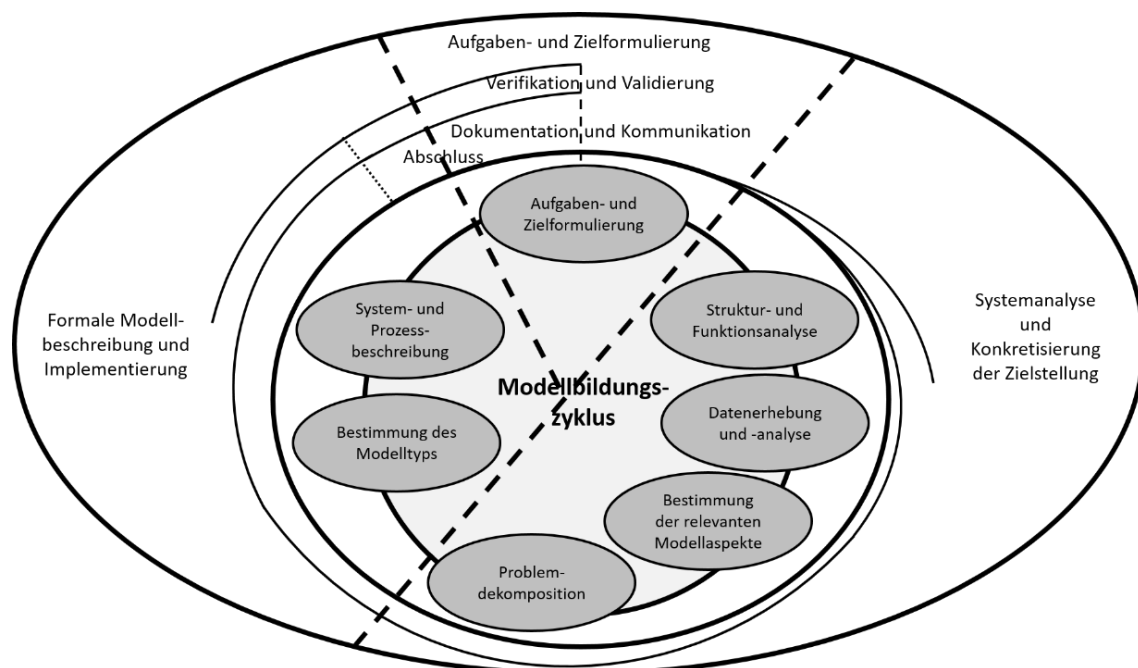 Aufgaben- und Zielformulierung
Verifikation und Validierung
Dokumentation und Kommunikation
Abschluss
Aufgaben- und
Zielformulierung
Struktur- und
Funktionsanalyse
Datenerhebung
und -analyse
Bestimmung
der relevanten
Modellaspekte
Problem-
dekomposition
Bestimmung des
Modelltyps
System- und
Prozess-
beschreibung
Modellbildungs-
zyklus
Formale Modell-
beschreibung und
Implementierung
Systemanalyse
und
Konkretisierung
der Zielstellung